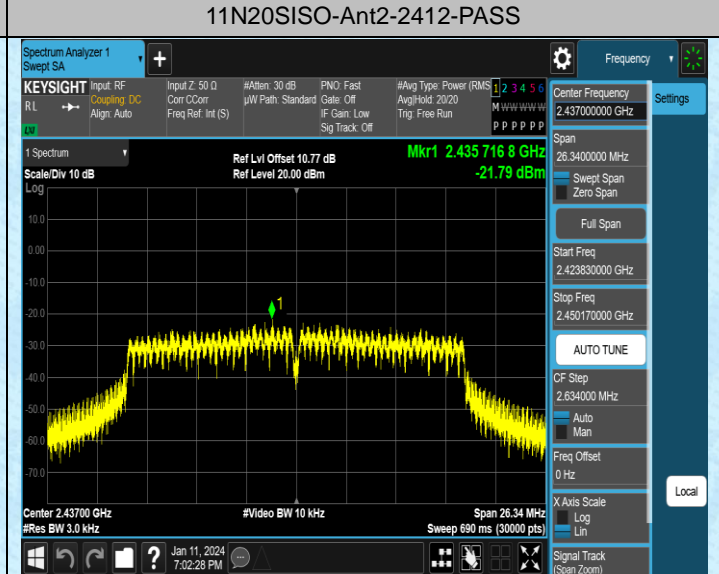 11N20SISO-Ant2-2412-PASS
Spectrum Analyzer 1
Swept SA
Frequency
KEYSIGHT
RL
LXI
Input: RF
Coupling: DC
Align: Auto
Input Z: 50 Ω
Corr CCorr
Freq Ref: Int (S)
#Atten: 30 dB
µW Path: Standard
PNO: Fast
Gate: Off
IF Gain: Low
Sig Track: Off
#Avg Type: Power (RMS
Avg|Hold: 20/20
Trig: Free Run
1 2 3 4 5 6
M W W W W W
P P P P P P
1 Spectrum
Scale/Div 10 dB
Log
Ref Lvl Offset 10.77 dB
Ref Level 20.00 dBm
Mkr1 2.435 716 8 GHz
-21.79 dBm
10.0
0.00
-10.0
-20.0
-30.0
-40.0
-50.0
-60.0
-70.0
1
Center 2.43700 GHz
#Res BW 3.0 kHz
#Video BW 10 kHz
Span 26.34 MHz
Sweep 690 ms (30000 pts)
Jan 11, 2024
7:02:28 PM
Center Frequency
2.437000000 GHz
Span
26.3400000 MHz
Swept Span
Zero Span
Full Span
Start Freq
2.423830000 GHz
Stop Freq
2.450170000 GHz
AUTO TUNE
CF Step
2.634000 MHz
Auto
Man
Freq Offset
0 Hz
X Axis Scale
Log
Lin
Signal Track
(Span Zoom)
Settings
Local